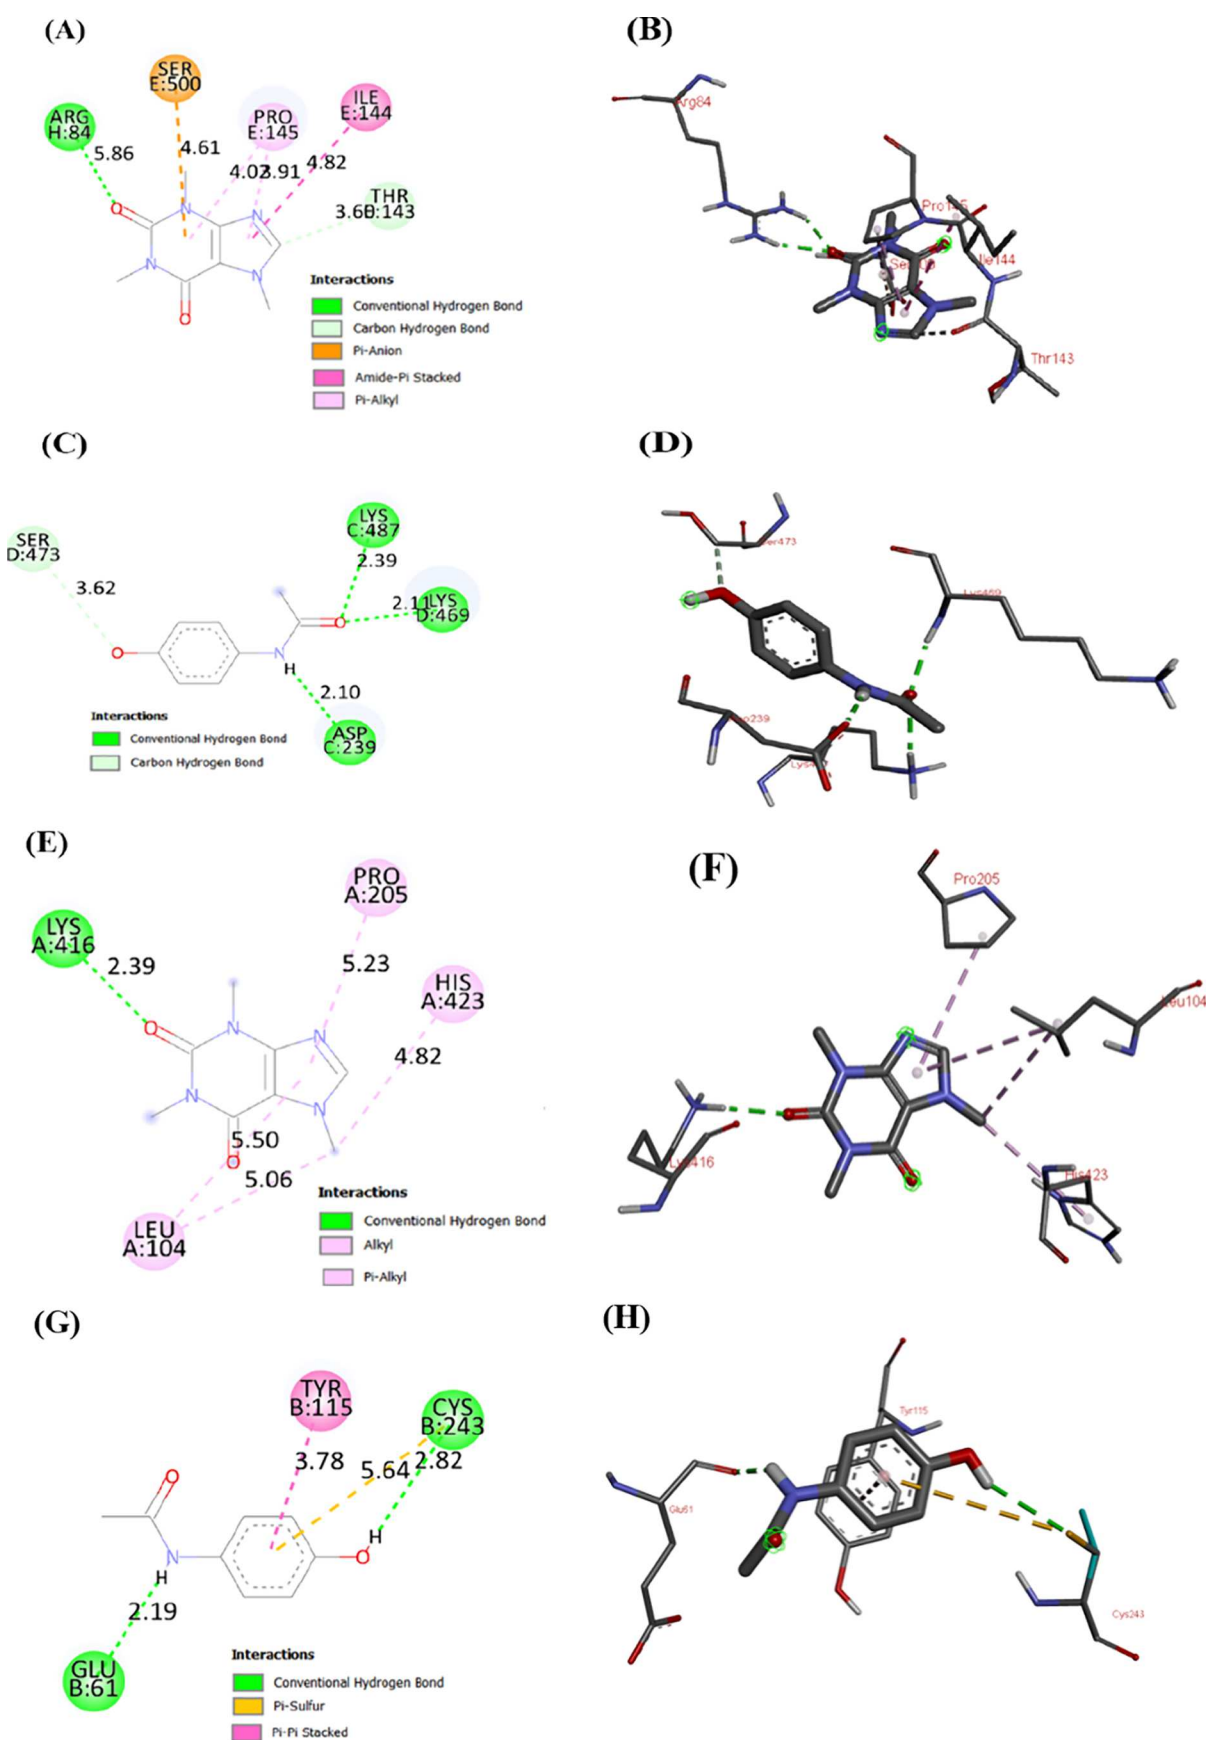 (A)
SER
E:500
ILE
E:144
ARG
H:84
PRO
E:145
5.86
4.61
4.82
THR
N
N
N
N
O
O
Interactions
Conventional Hydrogen Bond
Carbon Hydrogen Bond
Pi-Anion
Amide-Pi Stacked
Pi-Alkyl
(B)
Arg84
Ile144
Thr143
(C)
LYS
C:487
SER
D:473
2.39
3.62
2.11
LYS
D:469
O
O
N
H
2.10
ASP
C:239
Interactions
Conventional Hydrogen Bond
Carbon Hydrogen Bond
(D)
Lys469
(E)
PRO
A:205
LYS
A:416
2.39
5.23
HIS
A:423
O
N
N
4.82
N
N
5.50
O
5.06
LEU
A:104
Interactions
Conventional Hydrogen Bond
Alkyl
Pi-Alkyl
(F)
Pro205
Leu104
His423
(G)
TYR
B:115
CYS
B:243
3.78
5.64
2.82
O
H
N
O
H
2.19
GLU
B:61
Interactions
Conventional Hydrogen Bond
Pi-Sulfur
Pi-Pi Stacked
(H)
Tyr115
Glu61
Cys243